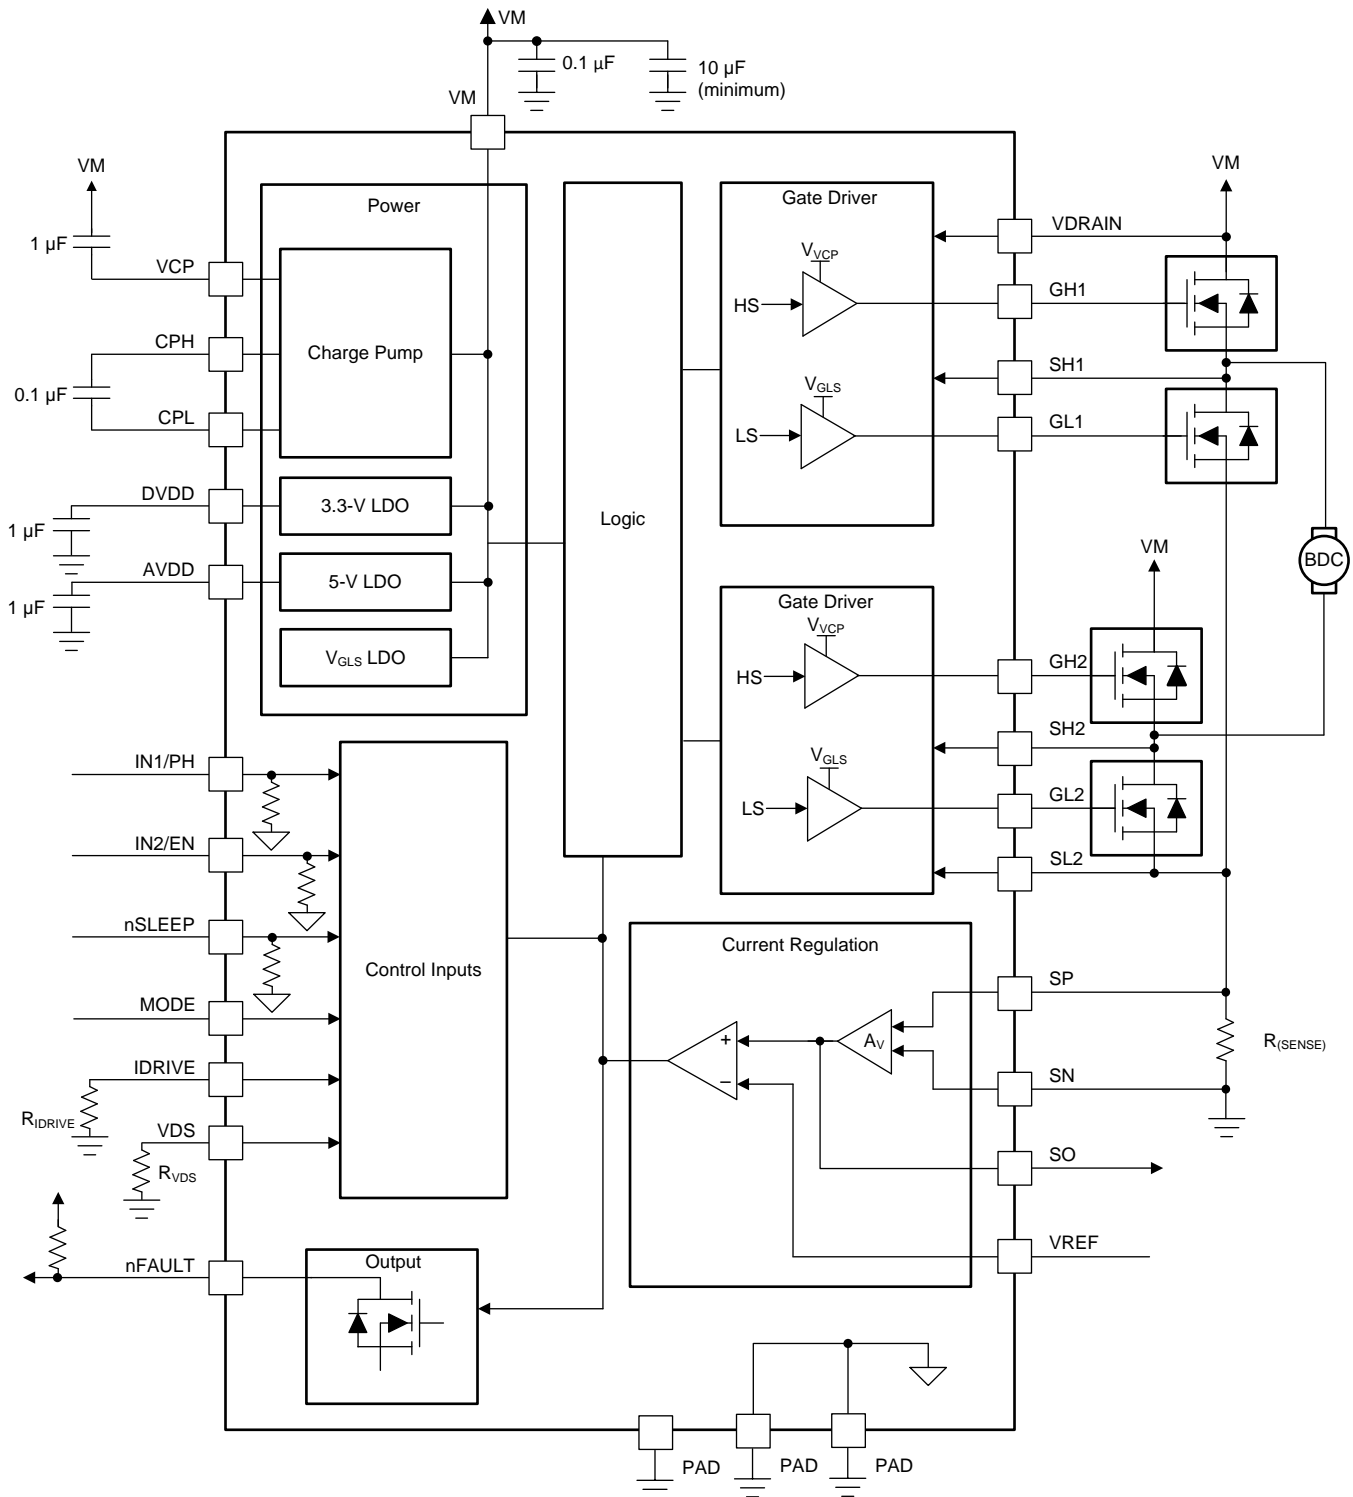 VM
0.1 µF
10 µF
(minimum)
VM
VM
1 µF
VCP
CPH
0.1 µF
CPL
DVDD
1 µF
AVDD
1 µF
Power
Charge Pump
3.3-V LDO
5-V LDO
VGLS LDO
Logic
Gate Driver
VVCP
HS
VGLS
LS
VDRAIN
GH1
SH1
GL1
VM
BDC
Gate Driver
VVCP
HS
VGLS
LS
VM
GH2
SH2
GL2
SL2
IN1/PH
IN2/EN
nSLEEP
MODE
IDRIVE
RIDRIVE
VDS
RVDS
nFAULT
Control Inputs
Output
Current Regulation
+
−
AV
SP
R(SENSE)
SN
SO
VREF
PAD
PAD
PAD